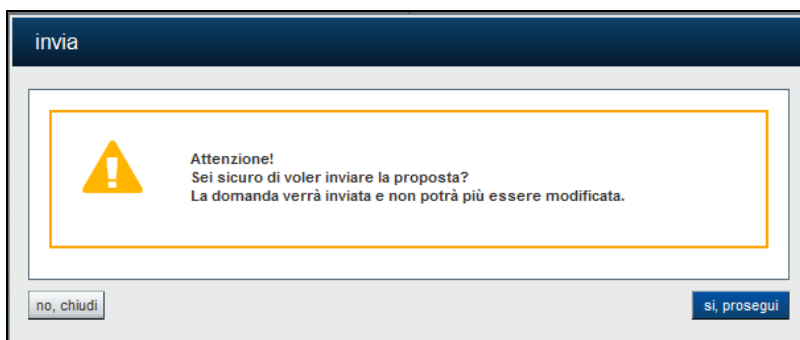 invia
Attenzione!
Sei sicuro di voler inviare la proposta?
La domanda verrà inviata e non potrà più essere modificata.
no, chiudi
si, prosegui